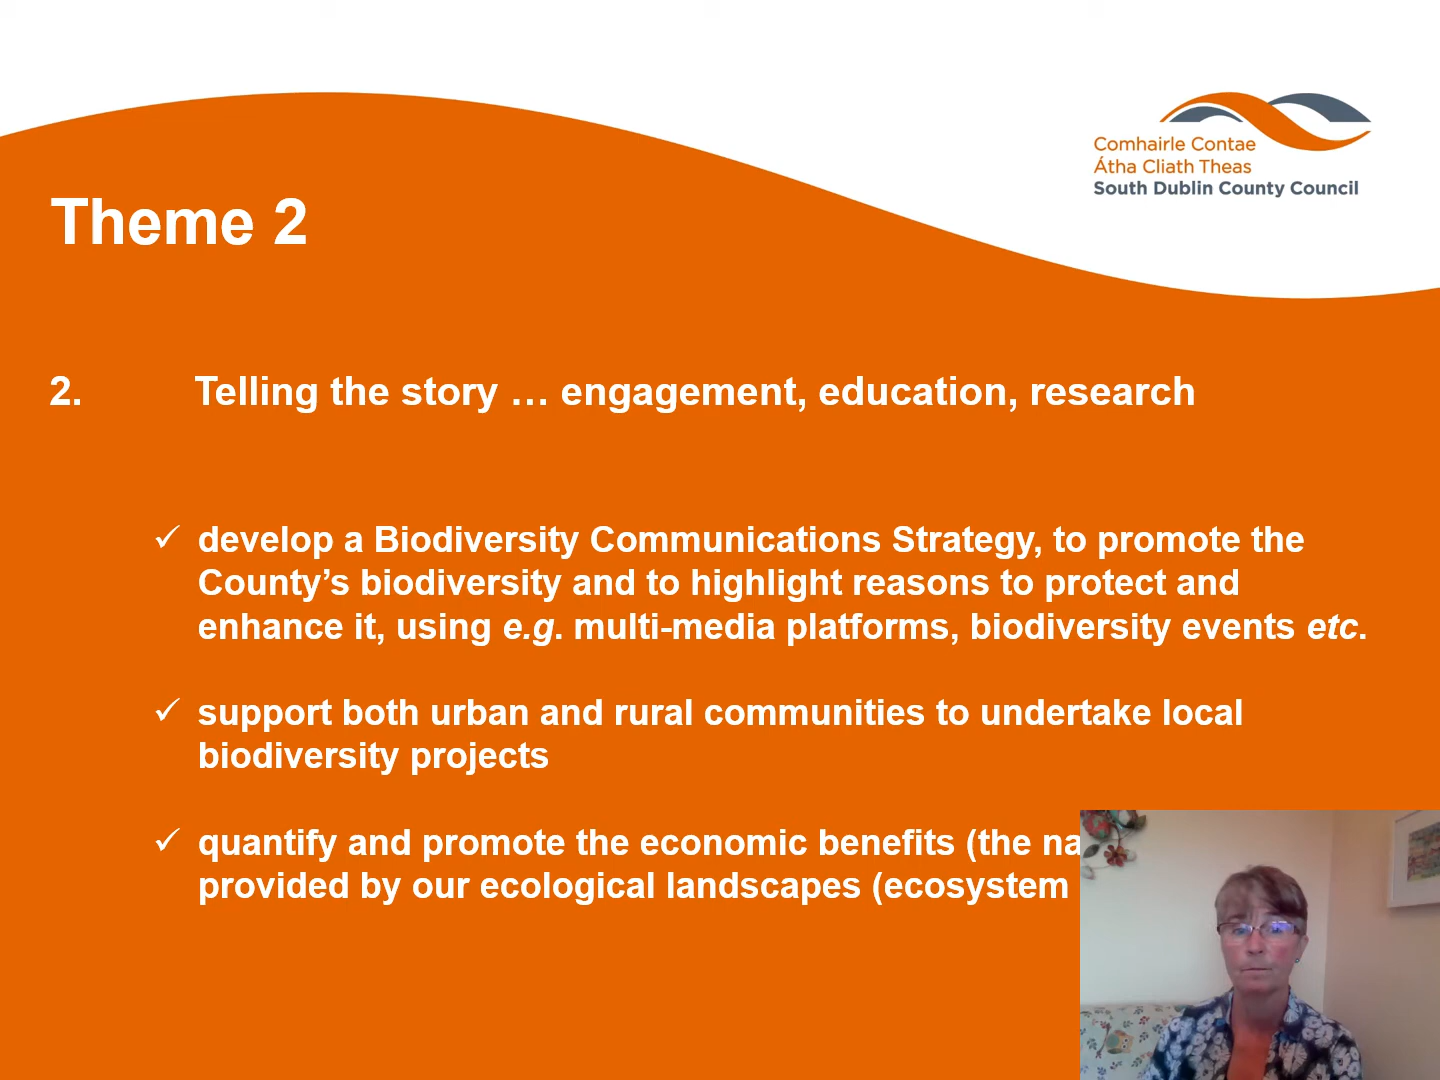 Comhairle Contae
Átha Cliath Theas
South Dublin County Council
Theme 2
2. Telling the story … engagement, education, research
✓ develop a Biodiversity Communications Strategy, to promote the
County’s biodiversity and to highlight reasons to protect and
enhance it, using e.g. multi-media platforms, biodiversity events etc.
✓ support both urban and rural communities to undertake local
biodiversity projects
✓ quantify and promote the economic benefits (the
provided by our ecological landscapes (ecosystem